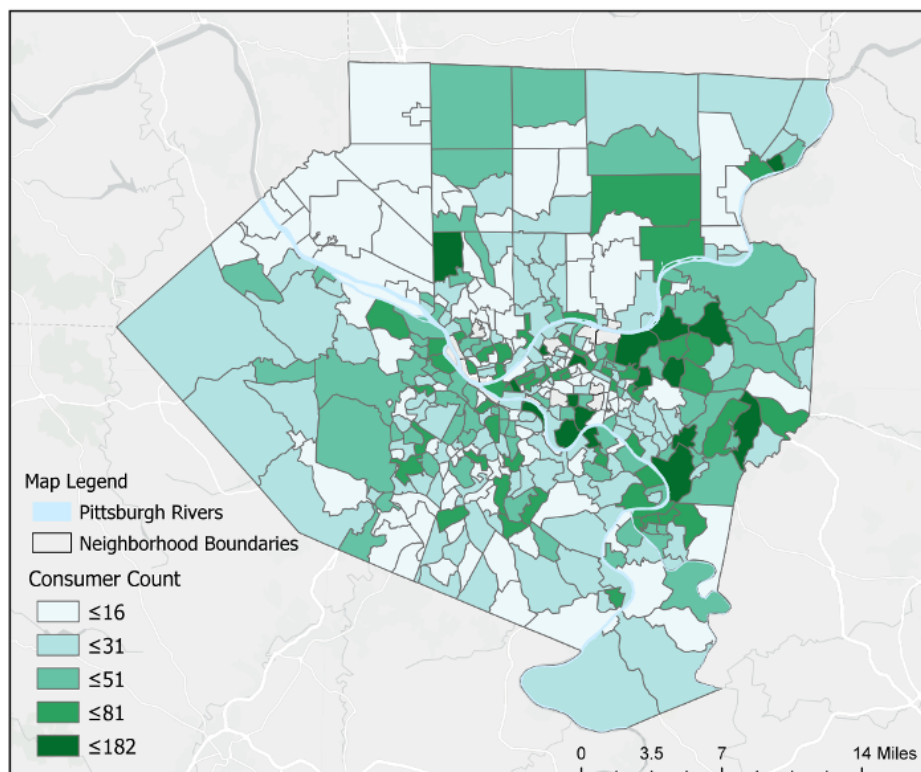 Map Legend
Pittsburgh Rivers
Neighborhood Boundaries
Consumer Count
≤16
≤31
≤51
≤81
≤182
0 3.5 7 14 Miles